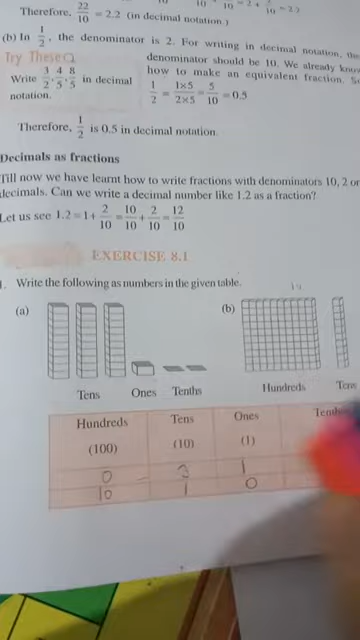 Therefore, 22/10 = 2.2 (in decimal notation.)
(b) In 1/2, the denominator is 2. For writing in decimal notation, the
denominator should be 10. We already know
how to make an equivalent fraction. So
1/2 = 1×5/2×5 = 5/10 = 0.5
Try These
Write 3/2, 4/5, 8/5 in decimal
notation.
Therefore, 1/2 is 0.5 in decimal notation.
Decimals as fractions
Till now we have learnt how to write fractions with denominators 10, 2 or
decimals. Can we write a decimal number like 1.2 as a fraction?
Let us see 1.2 = 1 + 2/10 = 10/10 + 2/10 = 12/10
EXERCISE 8.1
1. Write the following as numbers in the given table.
(a) (b)
Tens Ones Tenths Hundreds Tens
Hundreds Tens Ones Tenths
(100) (10) (1)
0 3 1
10 1 0